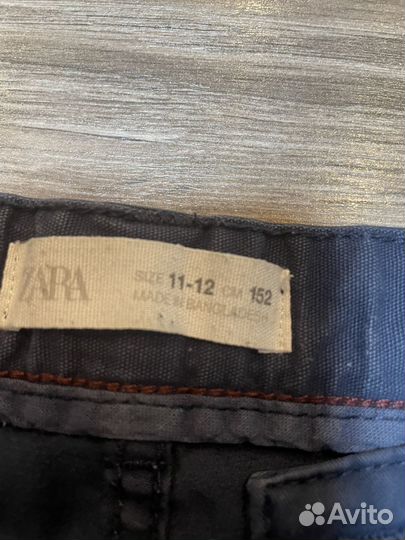 ZARA
SIZE 11-12 CM 152
MADE IN BANGLADESH
Avito